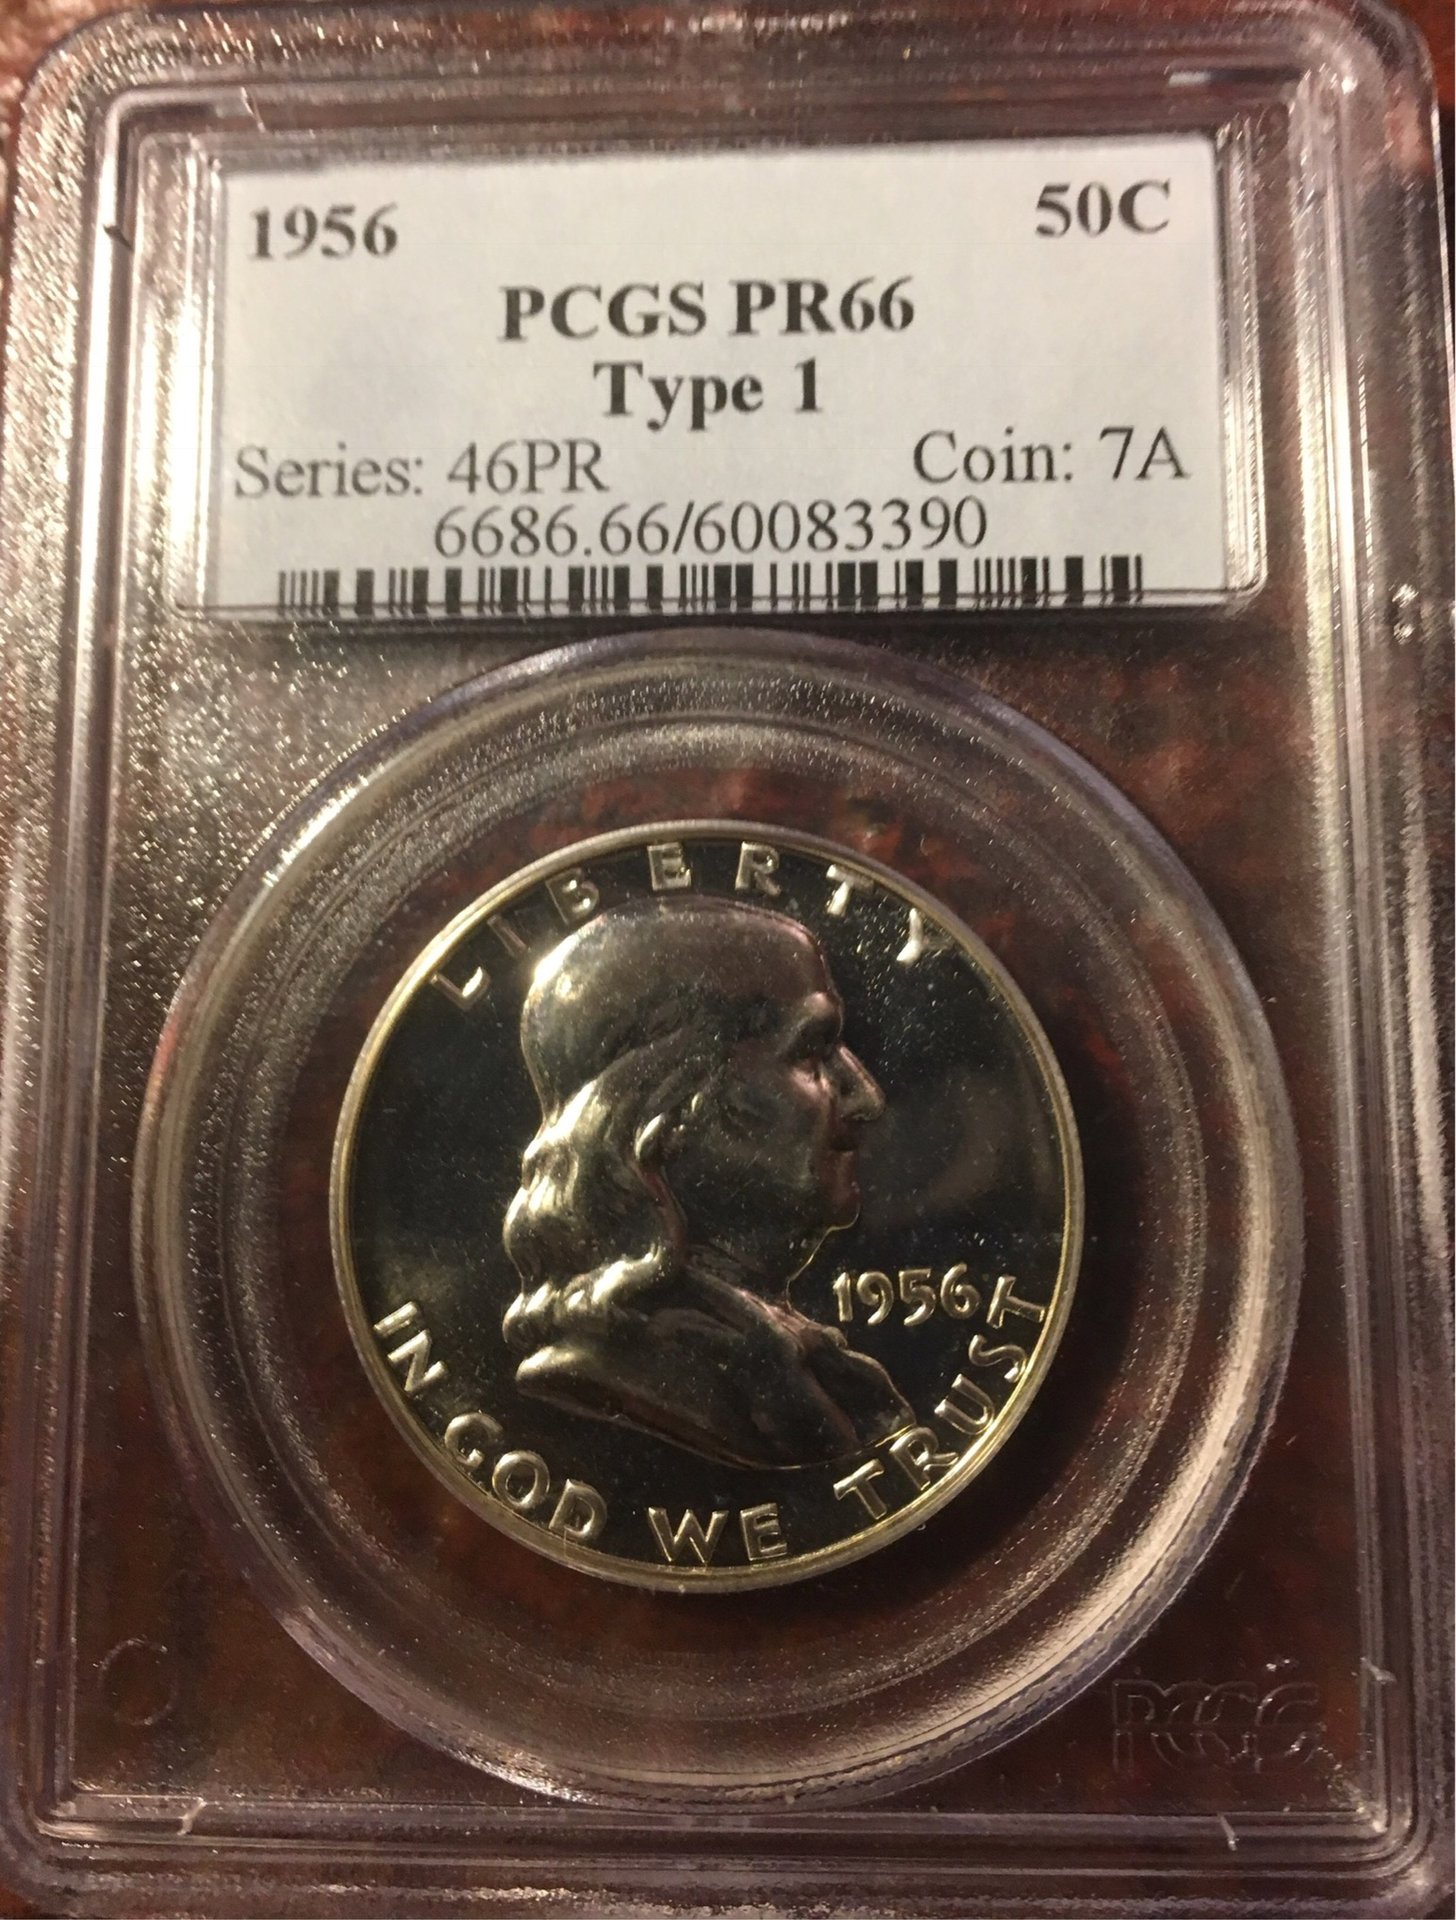 1956 50C
PCGS PR66
Type 1
Series: 46PR Coin: 7A
6686.66/60083390
LIBERTY
1956
IN GOD WE TRUST
PCGS